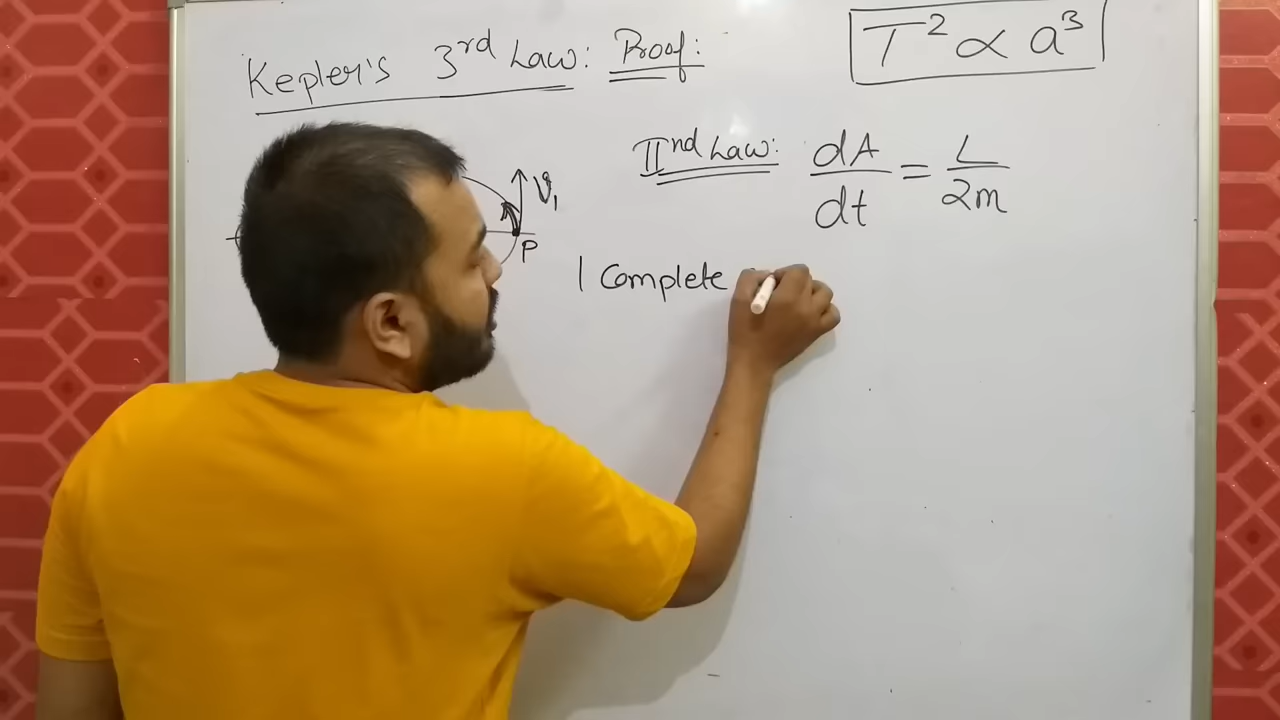 Kepler's 3rd Law: Proof:
T² ∝ a³
IInd Law: dA/dt = L/2m
V₁
P
1 Complete